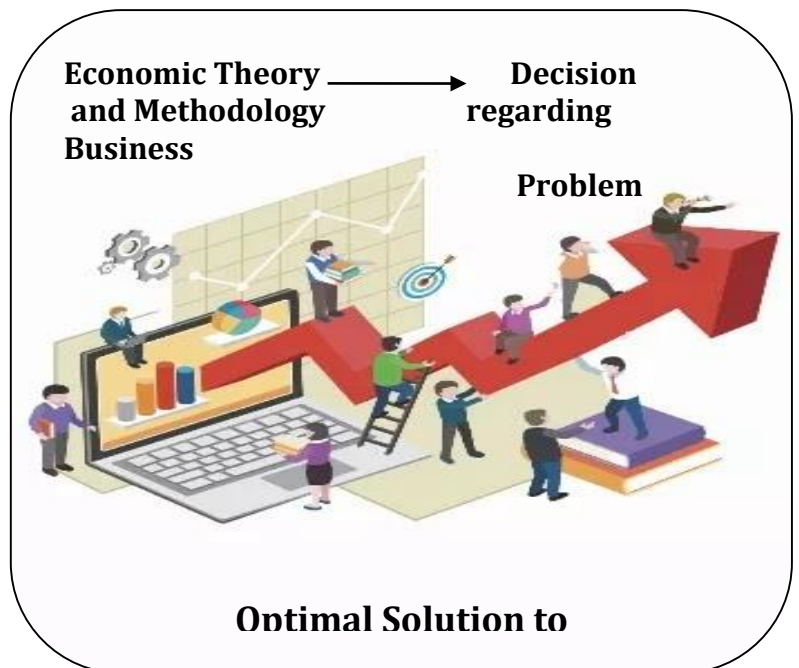 Economic Theory Decision
and Methodology regarding
Business
Problem
Optimal Solution to